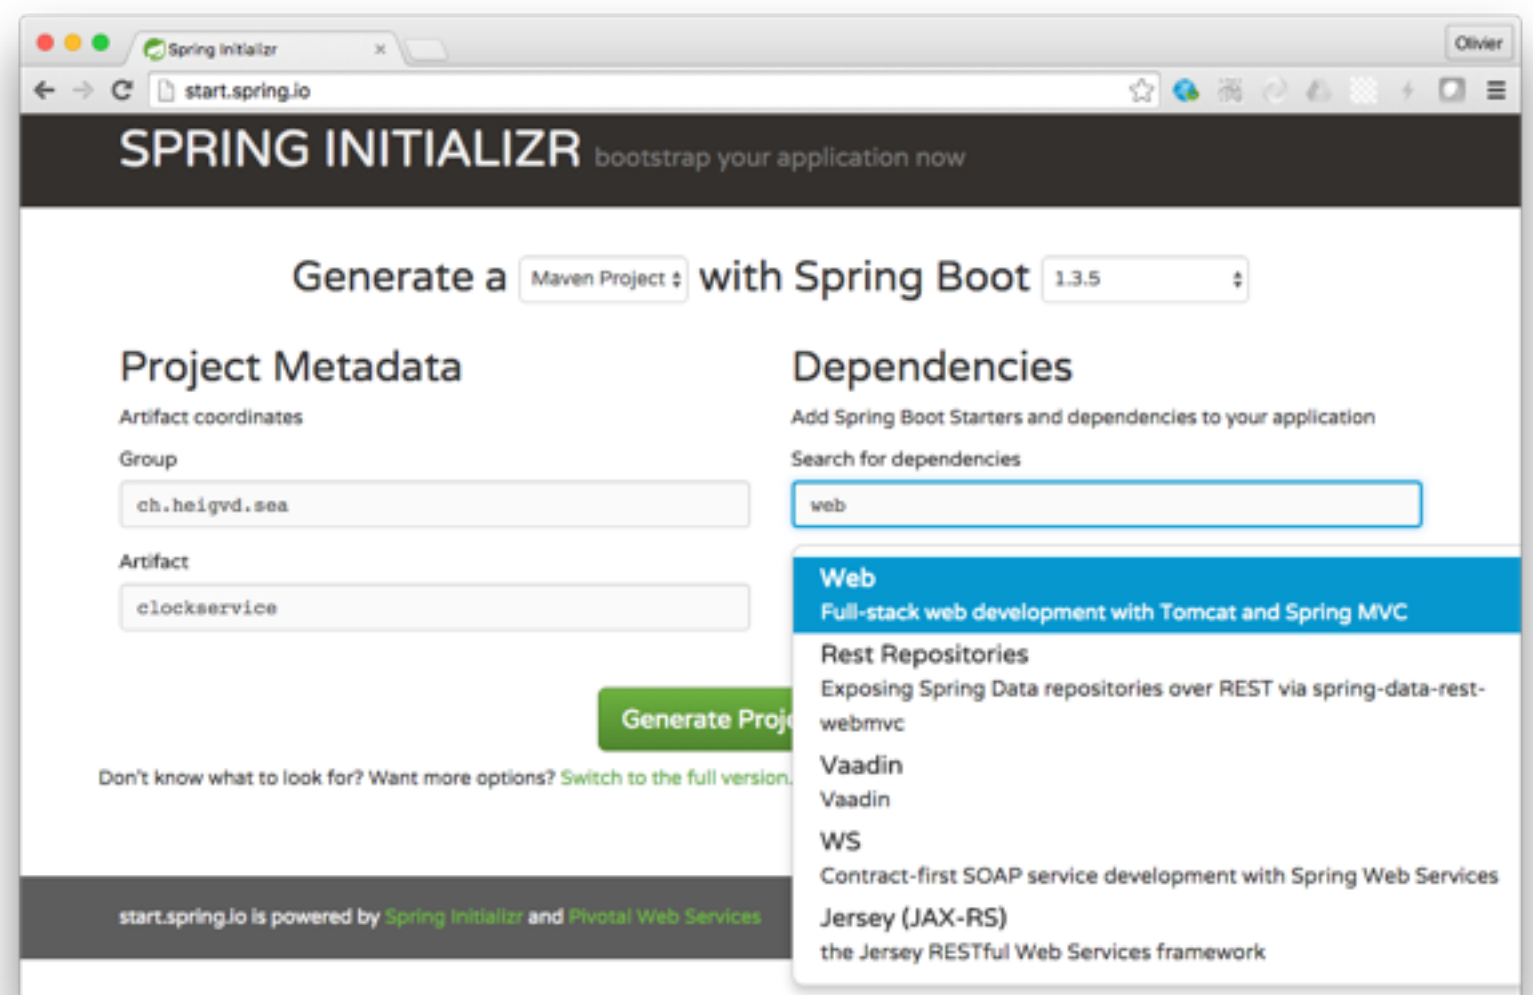 Spring Initializr
Olivier
start.spring.io
SPRING INITIALIZR bootstrap your application now
Generate a Maven Project with Spring Boot 1.3.5
Project Metadata
Artifact coordinates
Group
ch.heigvd.sea
Artifact
clockservice
Dependencies
Add Spring Boot Starters and dependencies to your application
Search for dependencies
web
Web
Full-stack web development with Tomcat and Spring MVC
Rest Repositories
Exposing Spring Data repositories over REST via spring-data-rest-
webmvc
Vaadin
Vaadin
WS
Contract-first SOAP service development with Spring Web Services
Jersey (JAX-RS)
the Jersey RESTful Web Services framework
Generate Proje
Don't know what to look for? Want more options? Switch to the full version.
start.spring.io is powered by Spring Initializr and Pivotal Web Services